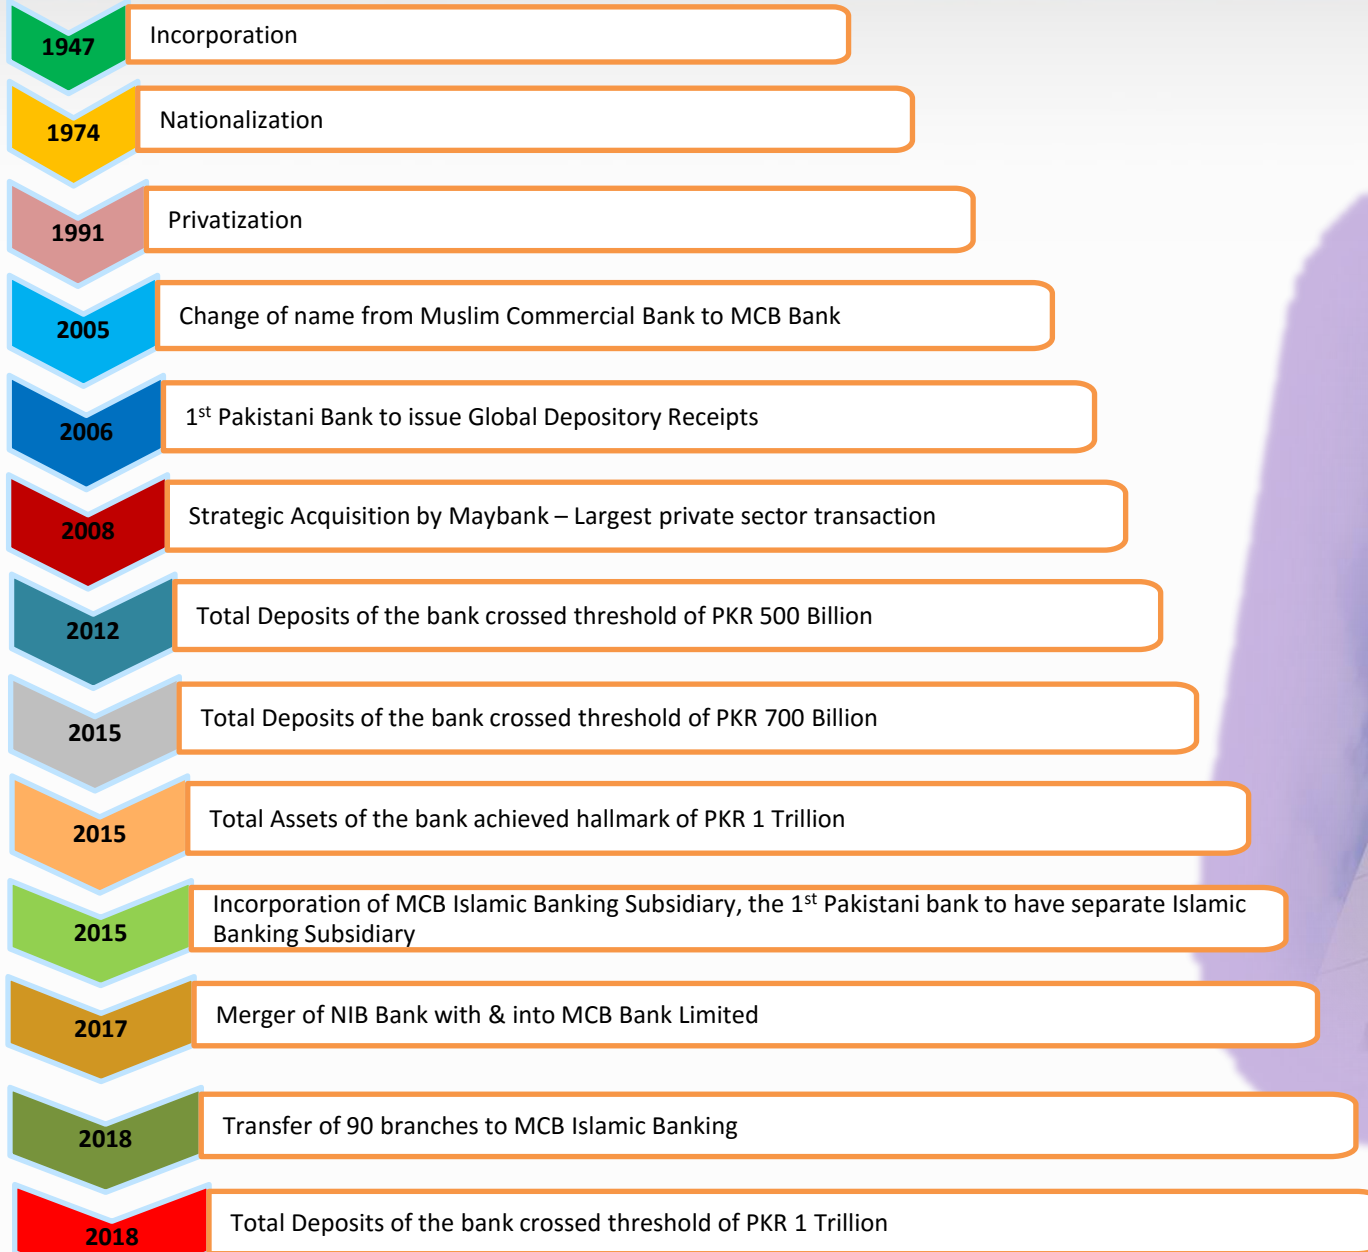 1947
Incorporation
1974
Nationalization
1991
Privatization
2005
Change of name from Muslim Commercial Bank to MCB Bank
2006
1st Pakistani Bank to issue Global Depository Receipts
2008
Strategic Acquisition by Maybank – Largest private sector transaction
2012
Total Deposits of the bank crossed threshold of PKR 500 Billion
2015
Total Deposits of the bank crossed threshold of PKR 700 Billion
2015
Total Assets of the bank achieved hallmark of PKR 1 Trillion
2015
Incorporation of MCB Islamic Banking Subsidiary, the 1st Pakistani bank to have separate Islamic
Banking Subsidiary
2017
Merger of NIB Bank with & into MCB Bank Limited
2018
Transfer of 90 branches to MCB Islamic Banking
2018
Total Deposits of the bank crossed threshold of PKR 1 Trillion